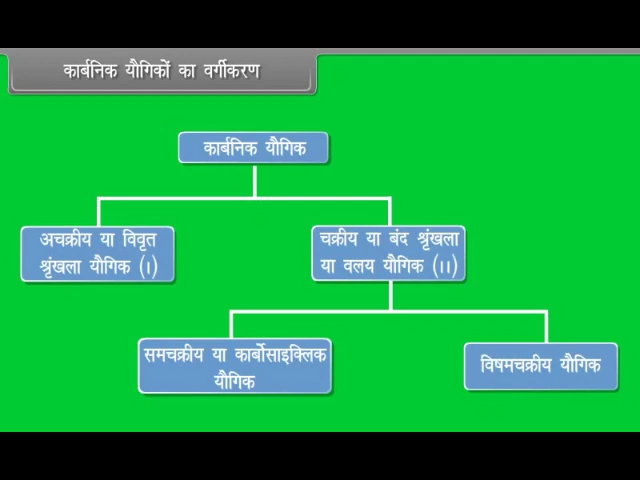 कार्बनिक यौगिकों का वर्गीकरण
कार्बनिक यौगिक
अचक्रीय या विवृत
श्रृंखला यौगिक (I)
चक्रीय या बंद श्रृंखला
या वलय यौगिक (II)
समचक्रीय या कार्बोसाइक्लिक
यौगिक
विषमचक्रीय यौगिक